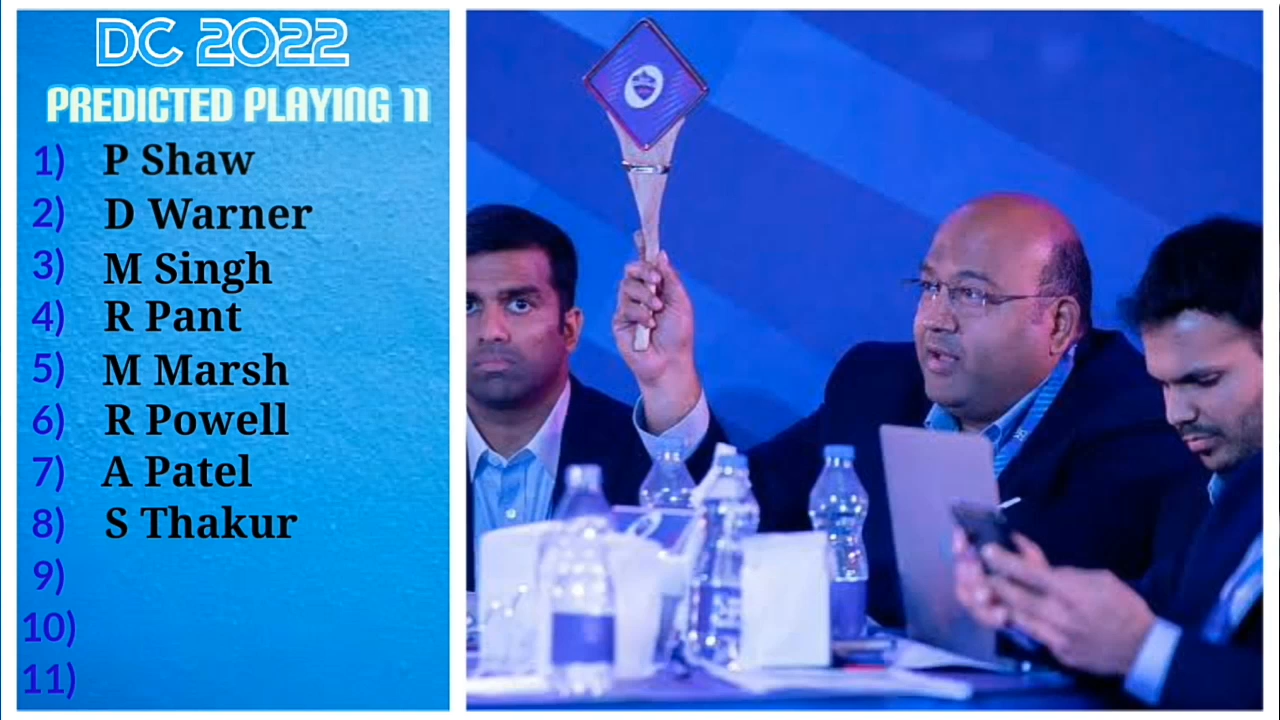 DC 2022
PREDICTED PLAYING 11
1) P Shaw
2) D Warner
3) M Singh
4) R Pant
5) M Marsh
6) R Powell
7) A Patel
8) S Thakur
9)
10)
11)